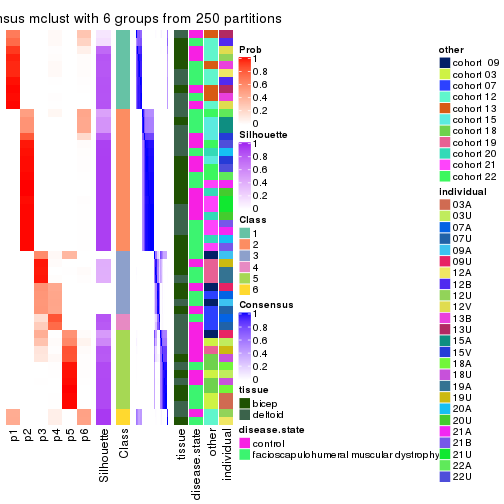 nsus mclust with 6 groups from 250 partitions
Prob
1
0.8
0.6
0.4
0.2
0
Silhouette
1
0.8
0.6
0.4
0.2
0
Class
1
2
3
4
5
6
Consensus
1
0.8
0.6
0.4
0.2
0
tissue
bicep
deltoid
disease.state
control
facioscapulohumeral muscular dystrophy
other
cohort 09
cohort 03
cohort 07
cohort 12
cohort 13
cohort 15
cohort 18
cohort 19
cohort 20
cohort 21
cohort 22
individual
03A
03U
07A
07U
09A
09U
12A
12B
12U
12V
13B
13U
15A
15V
18A
18U
19A
19U
20A
20U
21A
21B
21U
22A
22U
p1
p2
p3
p4
p5
p6
Silhouette
Class
tissue
disease.state
other
individual